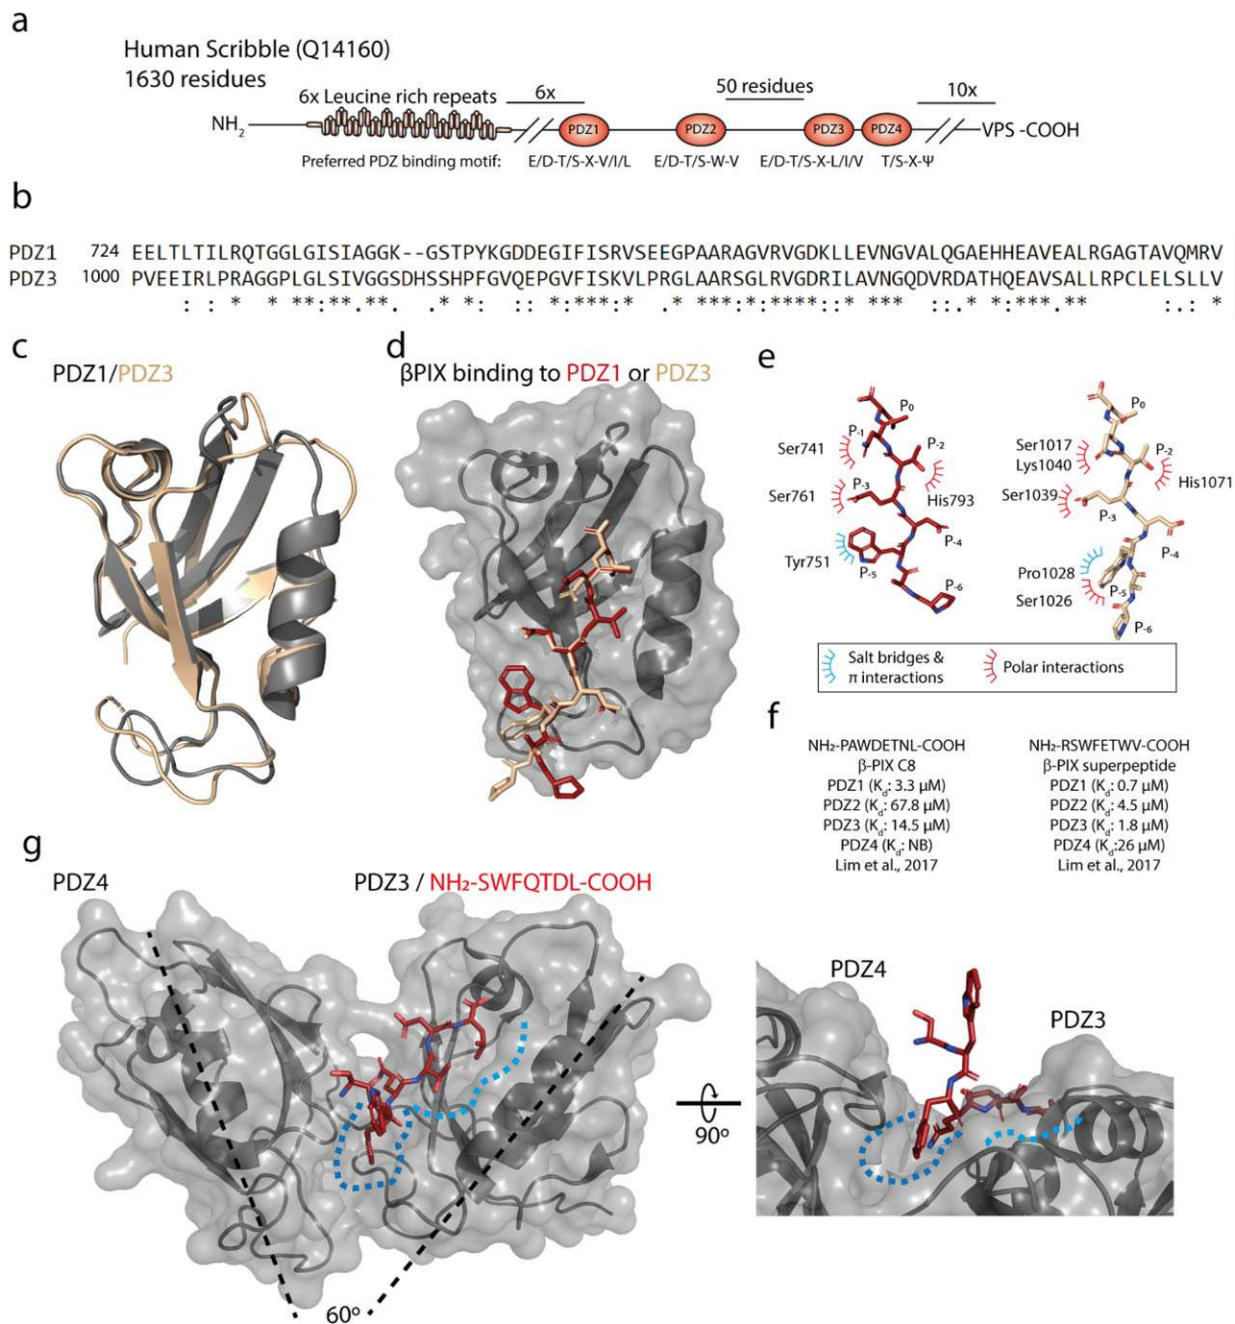 a
Human Scribble (Q14160)
1630 residues
6x Leucine rich repeats
6x
50 residues
10x
NH2
PDZ1
PDZ2
PDZ3
PDZ4
VPS -COOH
Preferred PDZ binding motif:
E/D-T/S-X-V/I/L
E/D-T/S-W-V
E/D-T/S-X-L/I/V
T/S-X-Ψ
b
PDZ1 724 EELTLTILRQTGGLGISIAGGK--GSTPYKGDDEGIFISRVSEEGPAARAGVRVGDKLLEVNGVALQGAEHHEAVEALRGAGTAVQMRV
PDZ3 1000 PVEEIRLPRAGGPLGLSIVGGSDHSSHPFGVQEPGVFISKVLPRGLAARSGLRVGDRILAVNGQDVRDATHQEAVSALLRPCLELSLLV
: : * * **:**.**. .*: ::*:***:* .* ***:*:****::* *** ::. *:****.** ::.: *
c
PDZ1/PDZ3
d
βPIX binding to PDZ1 or PDZ3
e
P0
P-1
Ser741
P-2
Ser761
P-3
His793
P-4
Tyr751
P-5
P-6
P0
Ser1017
Lys1040
P-2
His1071
Ser1039
P-3
P-4
Pro1028
P-5
Ser1026
P-6
Salt bridges &
π interactions
Polar interactions
f
NH2-PAWDETNL-COOH
β-PIX C8
PDZ1 (Kd: 3.3 μM)
PDZ2 (Kd: 67.8 μM)
PDZ3 (Kd: 14.5 μM)
PDZ4 (Kd: NB)
Lim et al., 2017
NH2-RSWFETWV-COOH
β-PIX superpeptide
PDZ1 (Kd: 0.7 μM)
PDZ2 (Kd: 4.5 μM)
PDZ3 (Kd: 1.8 μM)
PDZ4 (Kd:26 μM)
Lim et al., 2017
g
PDZ4
PDZ3 / NH2-SWFQTDL-COOH
60º
90º
PDZ4
PDZ3